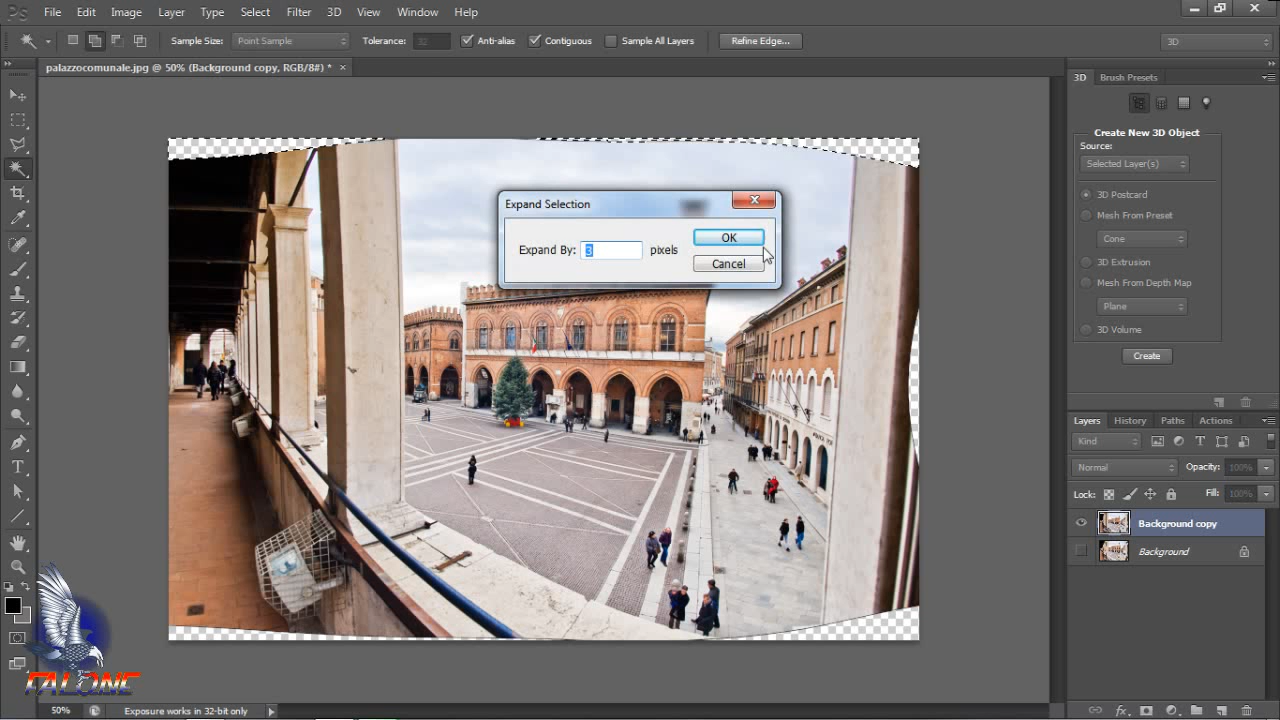 Ps File Edit Image Layer Type Select Filter 3D View Window Help
Sample Size: Point Sample Tolerance: 32 Anti-alias Contiguous Sample All Layers Refine Edge... 3D
palazzocomunale.jpg @ 50% (Background copy, RGB/8#) * ×
3D Brush Presets
Create New 3D Object
Source:
Selected Layer(s)
3D Postcard
Mesh From Preset
Cone
3D Extrusion
Mesh From Depth Map
Plane
3D Volume
Create
Expand Selection
Expand By: 3 pixels
OK
Cancel
Layers History Paths Actions
Kind
Normal Opacity: 100%
Lock: Fill: 100%
Background copy
Background
TALONE
50% Exposure works in 32-bit only